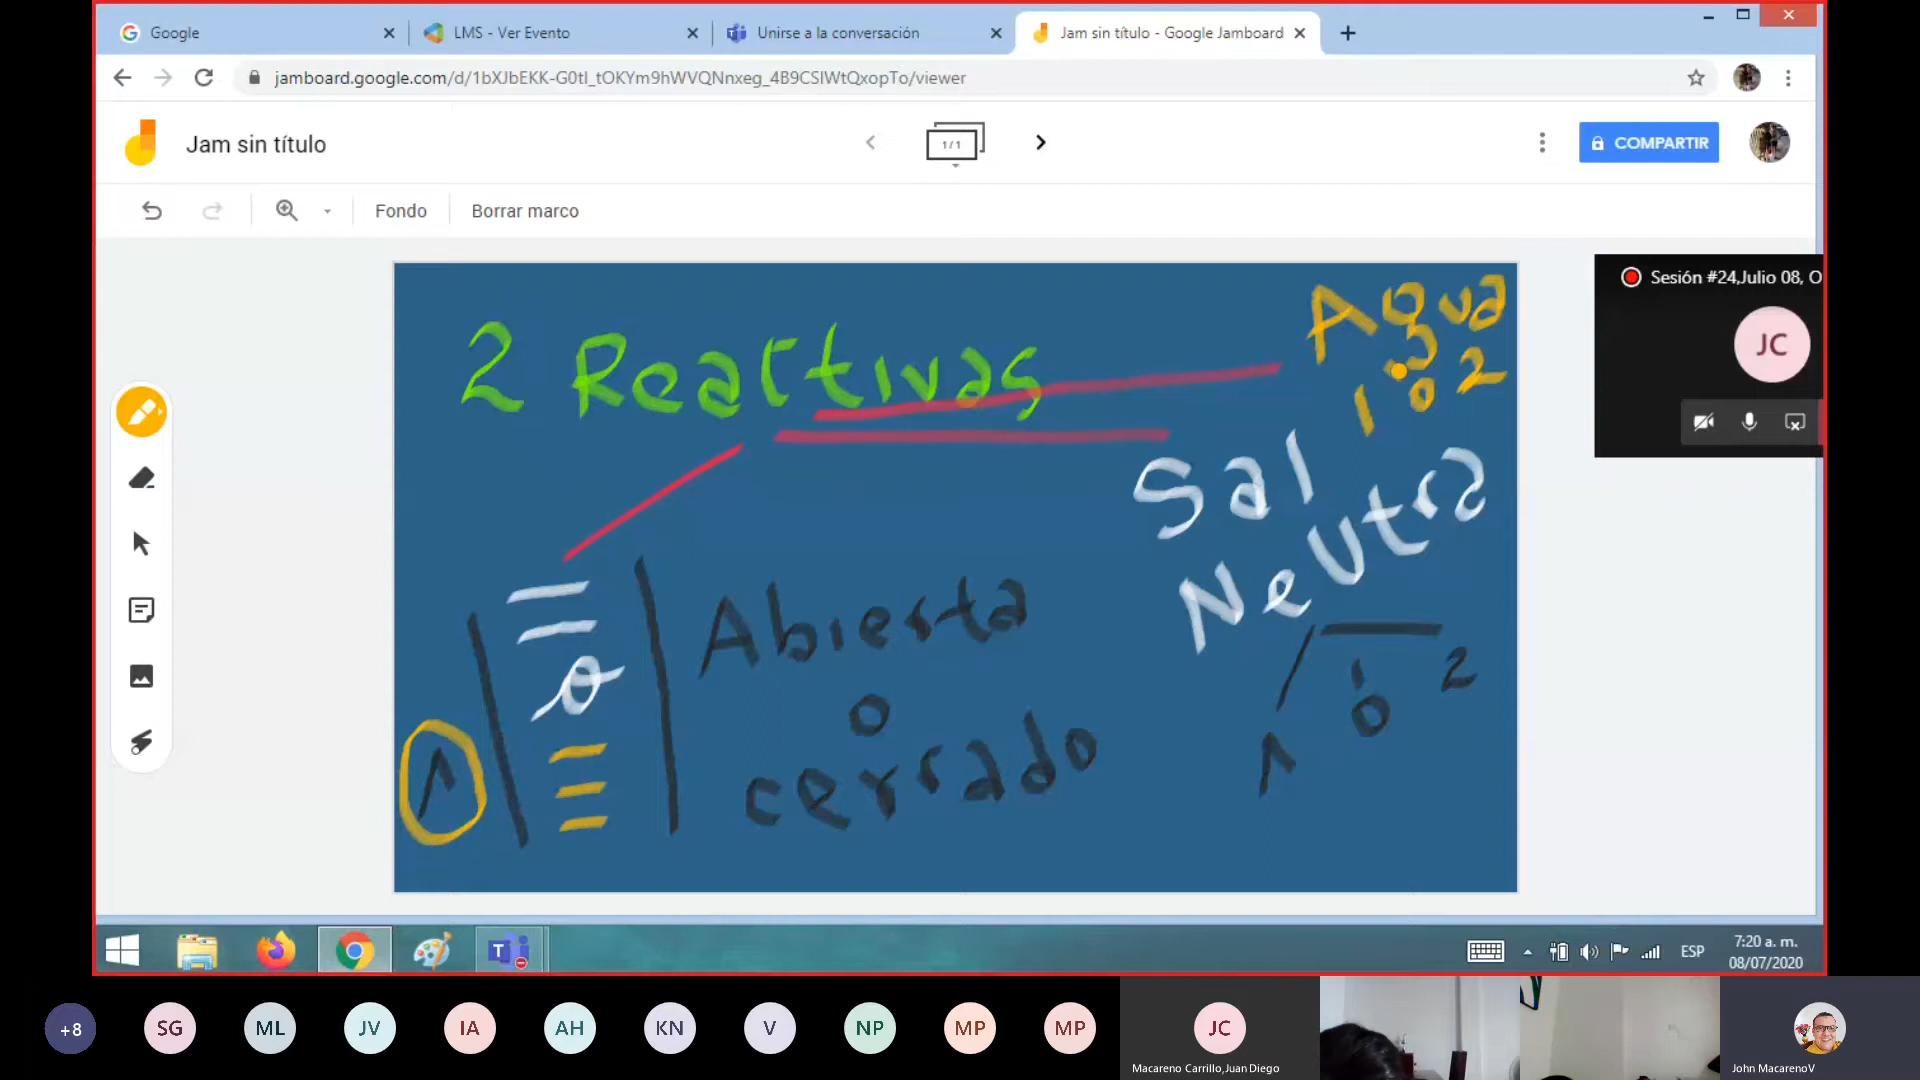 Google
LMS - Ver Evento
Unirse a la conversación
Jam sin título - Google Jamboard
jamboard.google.com/d/1bXJbEKK-G0tI_tOKYm9hWVQNnxeg_4B9CSIWtQxopTo/viewer
Jam sin título
1/1
COMPARTIR
Fondo
Borrar marco
Sesión #24,Julio 08, O
JC
2 Reactivas
Agua
1 o 2
Sal
Neutra
Abierta
o
cerrado
1
o
2
T
ESP
7:20 a. m.
08/07/2020
+8
SG
ML
JV
IA
AH
KN
V
NP
MP
MP
JC
Macareno Carrillo,Juan Diego
John MacarenoV